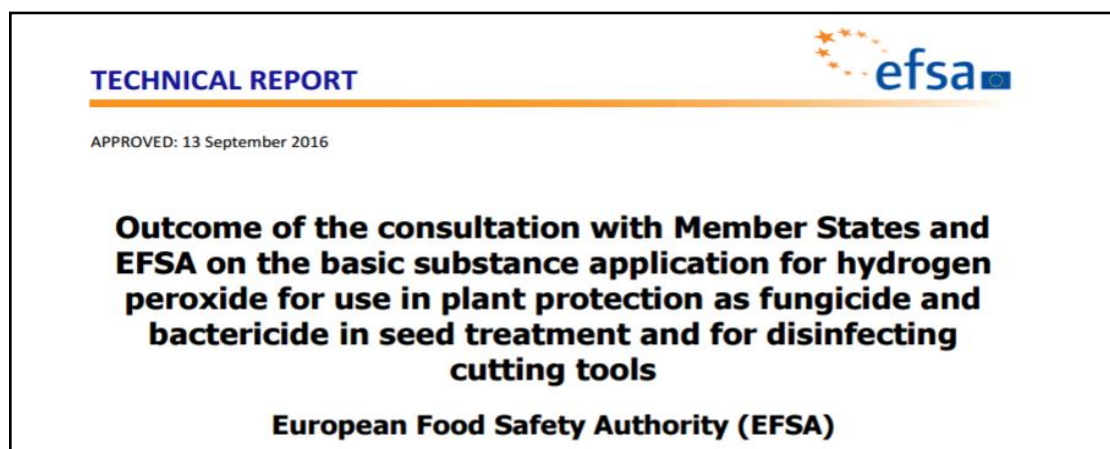 efsa
TECHNICAL REPORT
APPROVED: 13 September 2016
Outcome of the consultation with Member States and
EFSA on the basic substance application for hydrogen
peroxide for use in plant protection as fungicide and
bactericide in seed treatment and for disinfecting
cutting tools
European Food Safety Authority (EFSA)